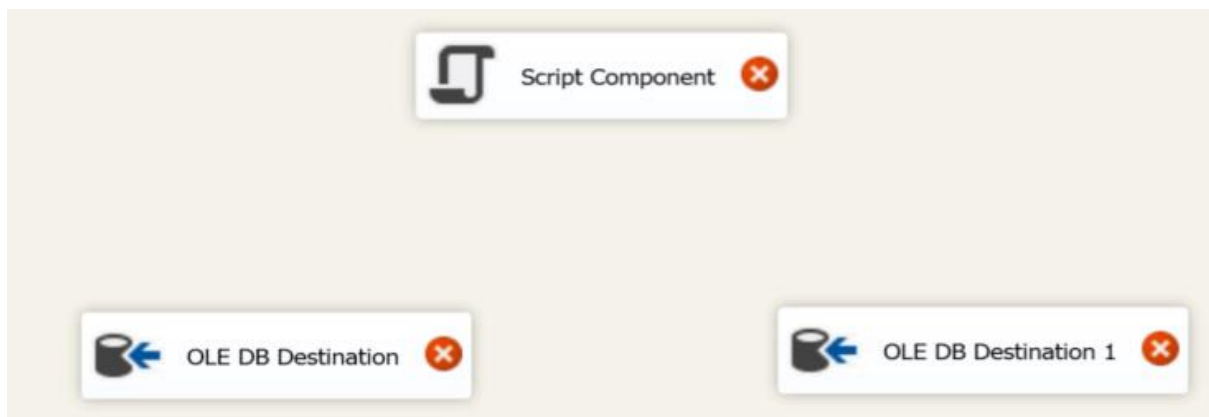 Script Component
OLE DB Destination
OLE DB Destination 1